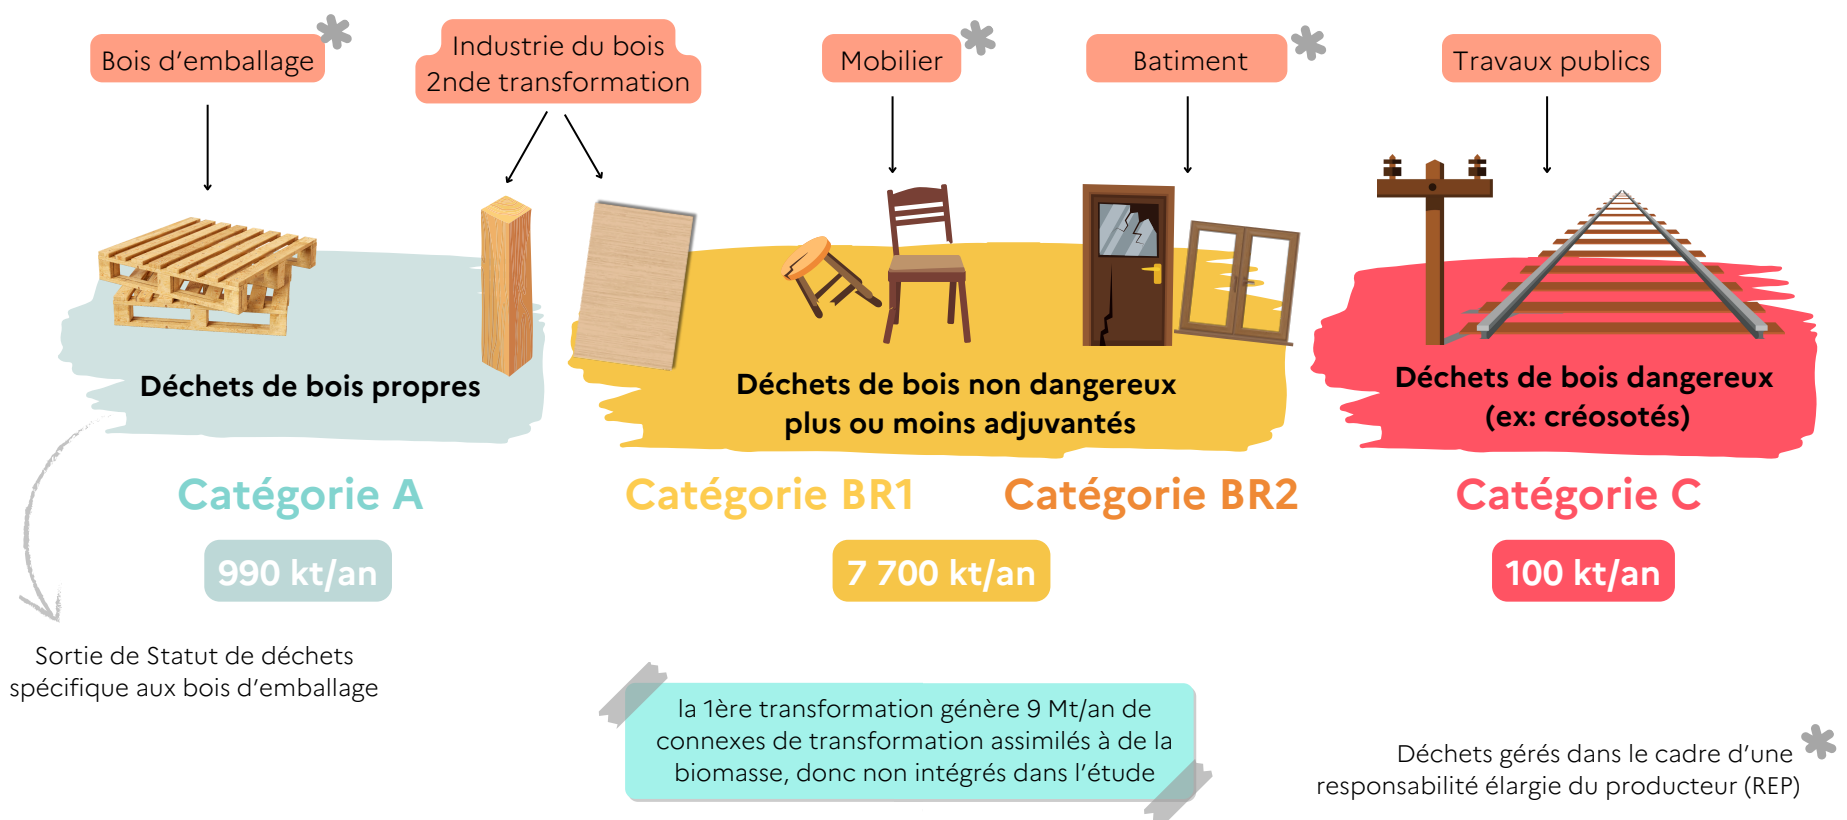 Bois d'emballage
Industrie du bois
2nde transformation
Mobilier
Batiment
Travaux publics
Déchets de bois propres
Déchets de bois non dangereux
plus ou moins adjuvantés
Déchets de bois dangereux
(ex: créosotés)
Catégorie A
Catégorie BR1
Catégorie BR2
Catégorie C
990 kt/an
7 700 kt/an
100 kt/an
Sortie de Statut de déchets
spécifique aux bois d'emballage
la 1ère transformation génère 9 Mt/an de
connexes de transformation assimilés à de la
biomasse, donc non intégrés dans l'étude
Déchets gérés dans le cadre d'une
responsabilité élargie du producteur (REP)